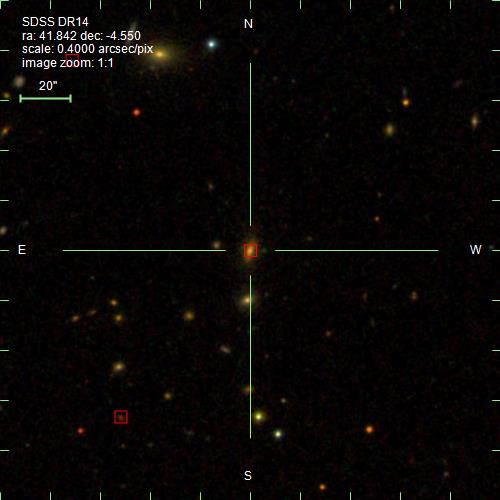 SDSS DR14
ra: 41.842 dec: -4.550
scale: 0.4000 arcsec/pix
image zoom: 1:1
20"
N
E
W
S